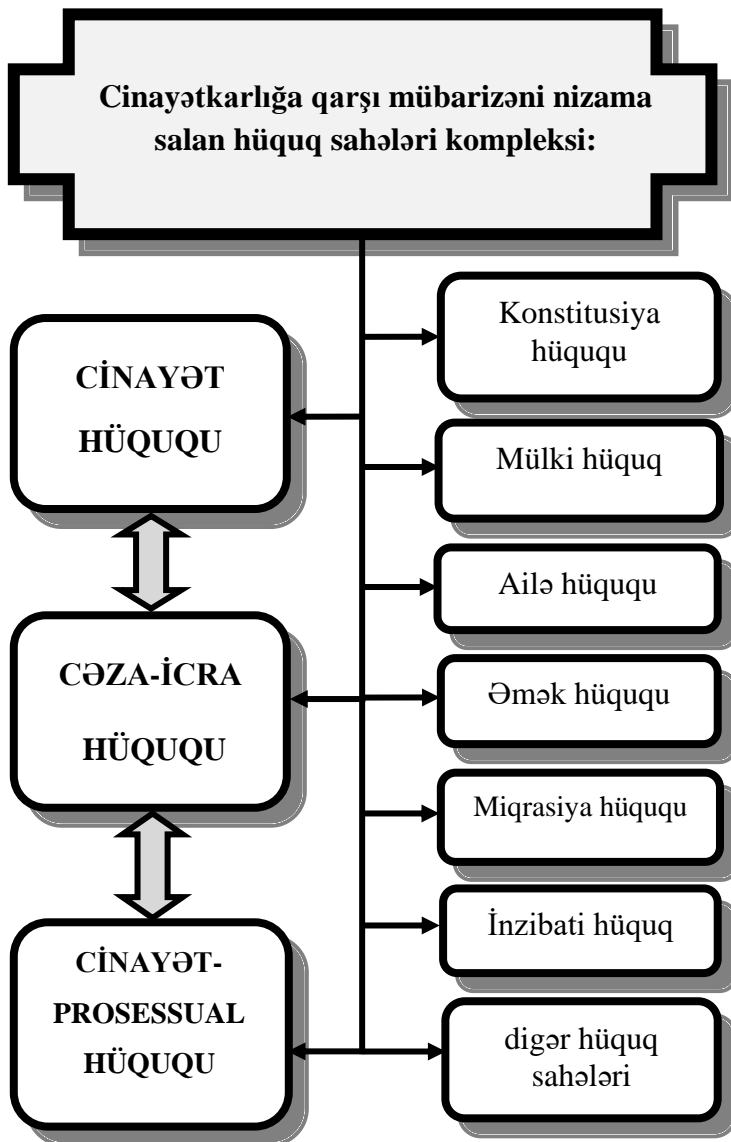 Cinayətkarlığa qarşı mübarizəni nizama
salan hüquq sahələri kompleksi:
CİNAYƏT
HÜQUQU
CƏZA-İCRA
HÜQUQU
CİNAYƏT-
PROSESSUAL
HÜQUQU
Konstitusiya
hüququ
Mülki hüquq
Ailə hüququ
Əmək hüququ
Miqrasiya hüququ
İnzibati hüquq
digər hüquq
sahələri